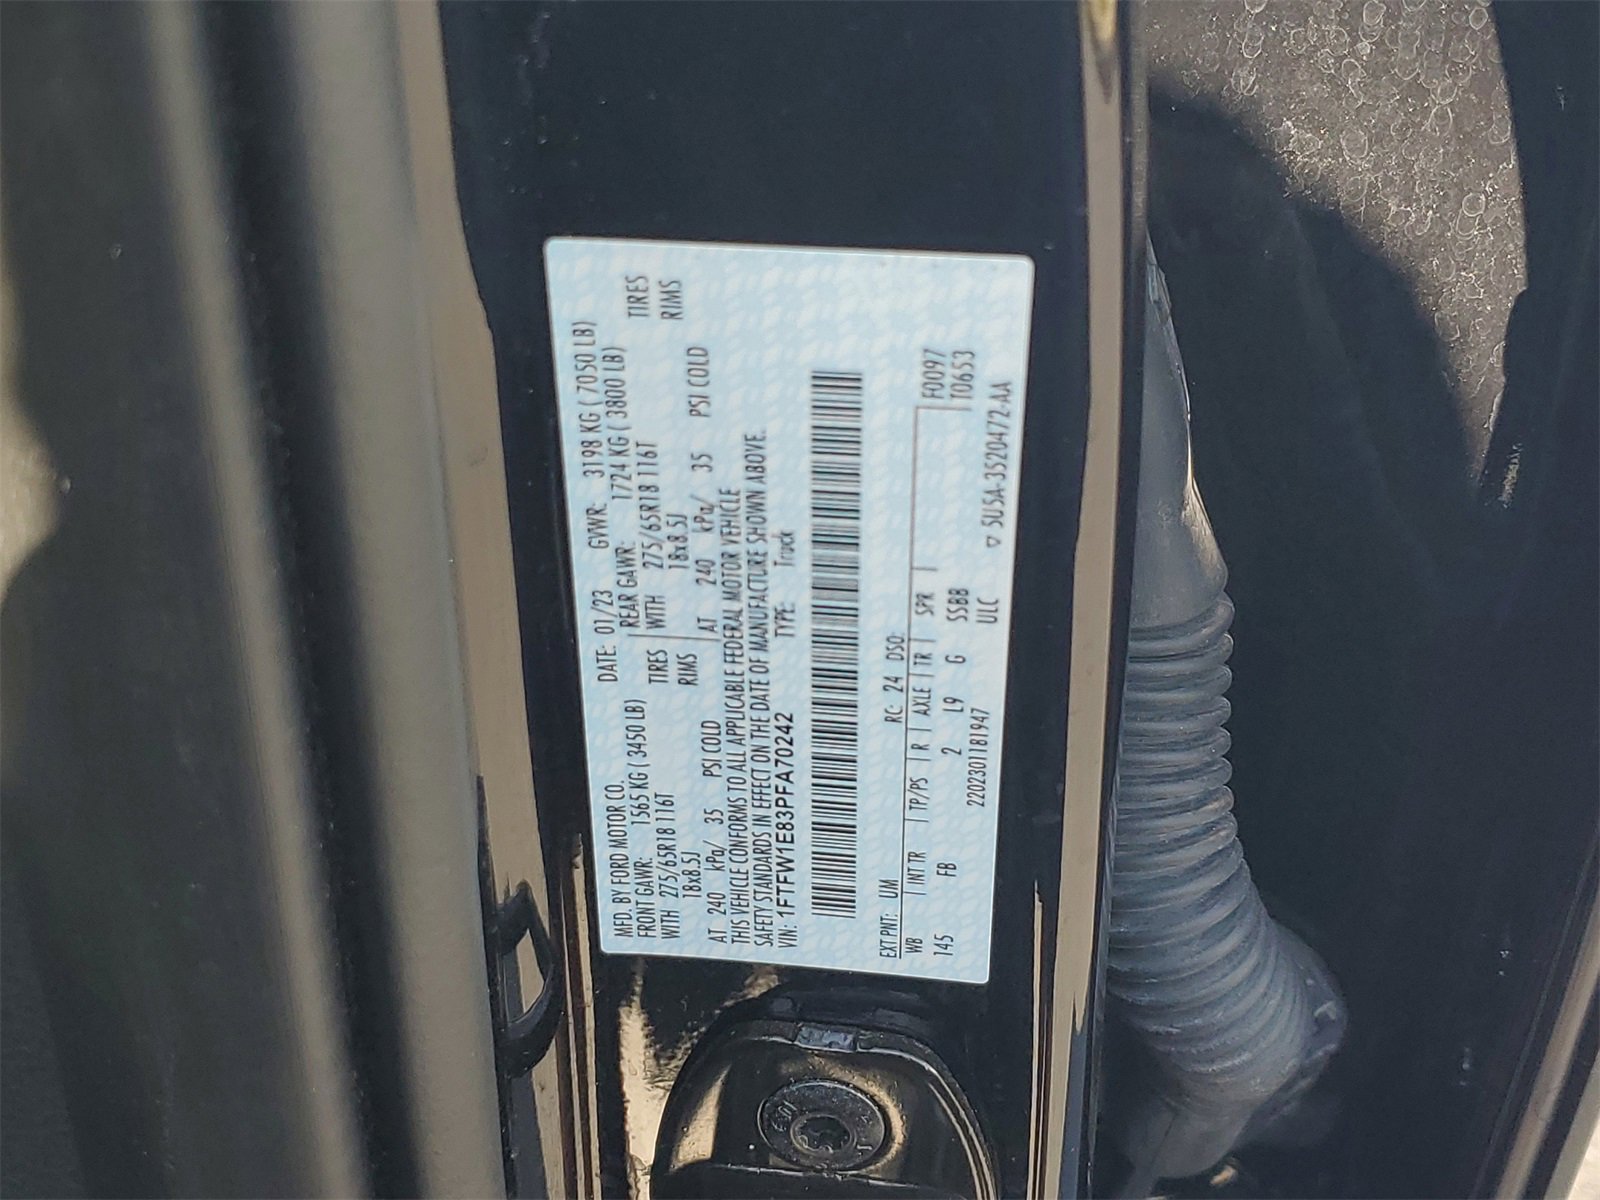 MFD. BY FORD MOTOR CO. DATE: 01/23 GVWR: 3198 KG ( 7050 LB)
FRONT GAWR: 1565 KG ( 3450 LB) REAR GAWR: 1724 KG ( 3800 LB)
WITH 275/65R18 116T TIRES WITH 275/65R18 116T TIRES
18x8.5J RIMS 18x8.5J RIMS
AT 240 kPa/ 35 PSI COLD AT 240 kPa/ 35 PSI COLD
THIS VEHICLE CONFORMS TO ALL APPLICABLE FEDERAL MOTOR VEHICLE
SAFETY STANDARDS IN EFFECT ON THE DATE OF MANUFACTURE SHOWN ABOVE.
VIN: 1FTFW1E83PFA70242 TYPE: Truck
EXT PNT: UM RC: 24 DSO: F0097
WB | INT TR | TP/PS | R | AXLE | TR | SPR | T0653
145 FB 2 L9 G SSBB
2202301181947 ULC ▽ 5U5A-3520472-AA